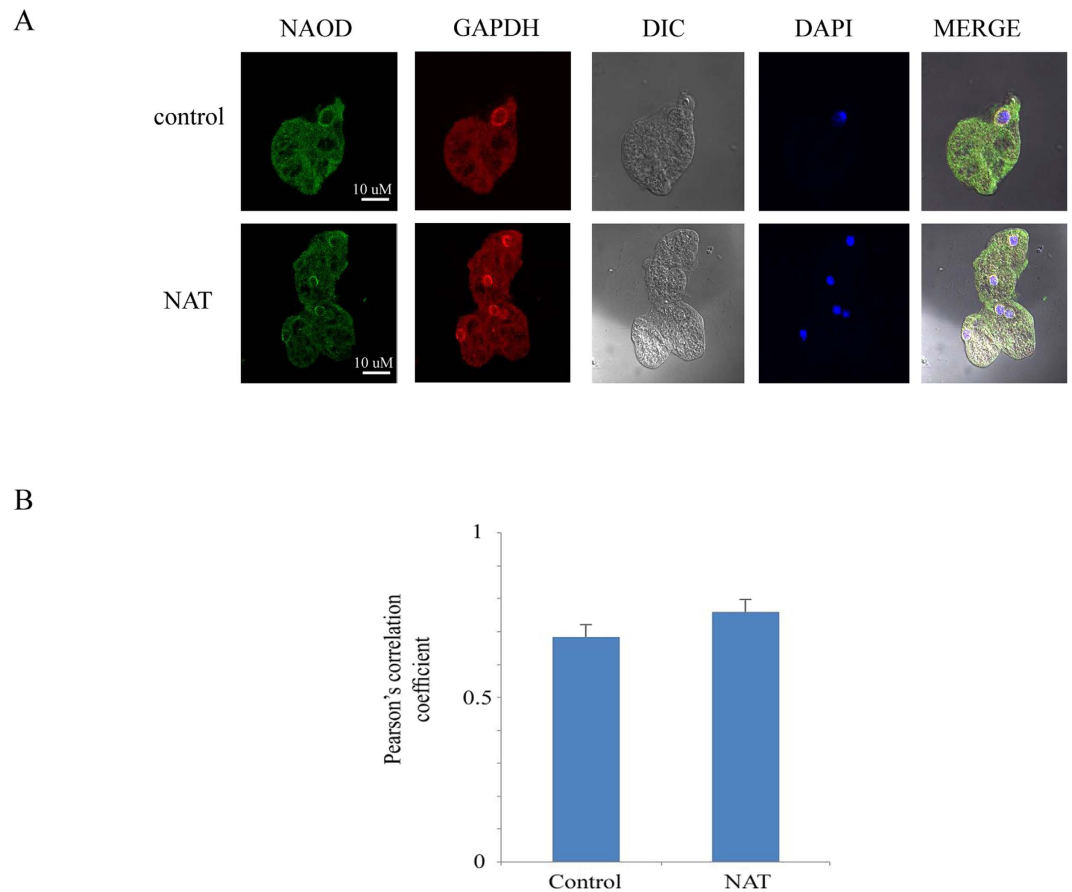 A
NAOD GAPDH DIC DAPI MERGE
control
10 uM
NAT
10 uM
B
1
0.5
0
Pearson’s correlation
coefficient
Control NAT